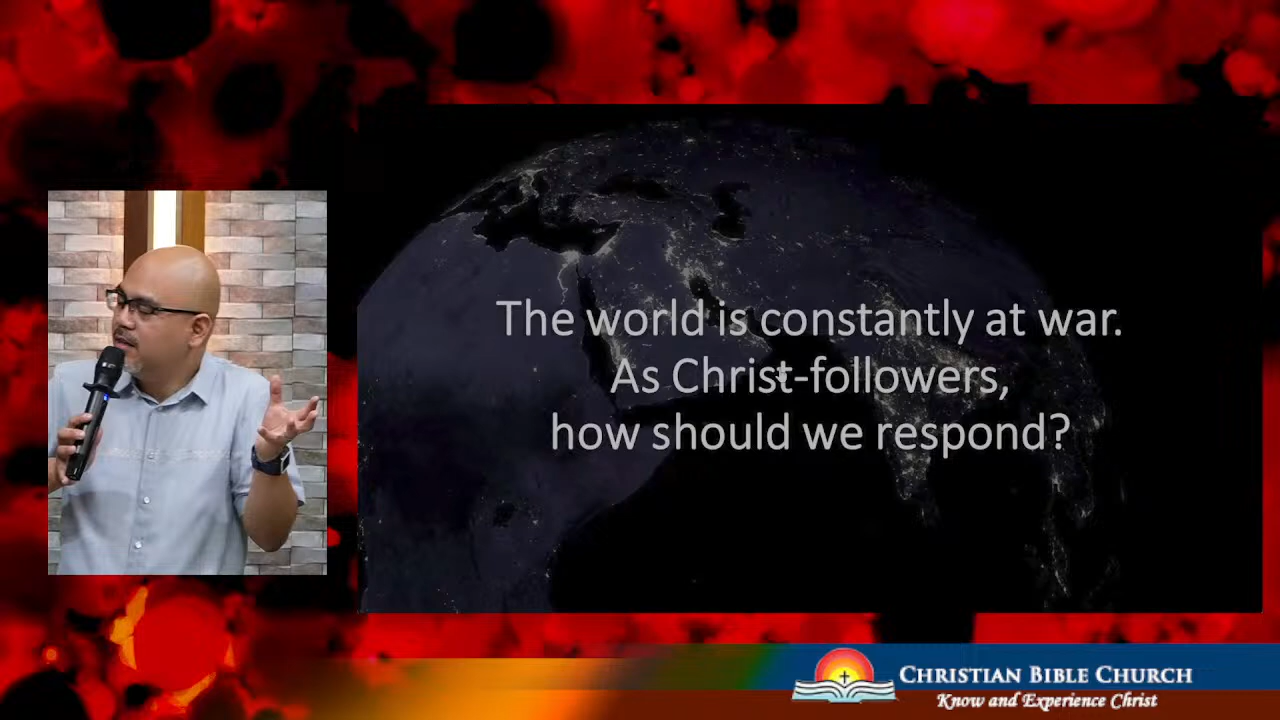 The world is constantly at war.
As Christ-followers,
how should we respond?
CHRISTIAN BIBLE CHURCH
Know and Experience Christ